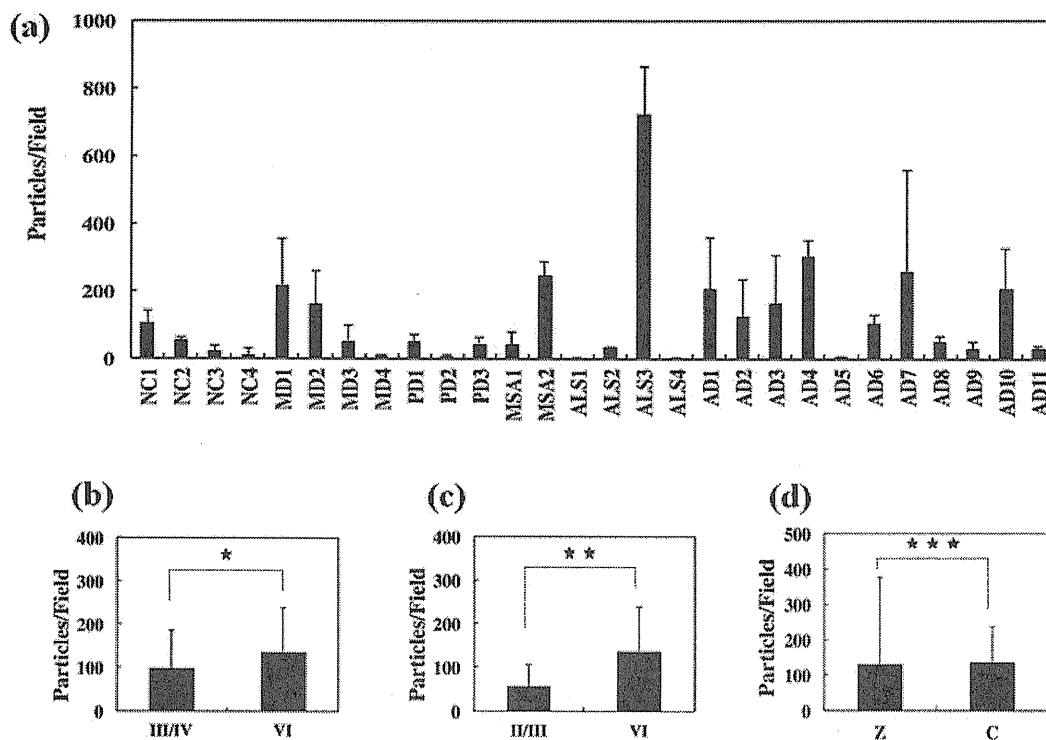 (a)
Particles/Field
1000
800
600
400
200
0
NC1 NC2 NC3 NC4 MD1 MD2 MD3 MD4 PD1 PD2 PD3 MSA1 MSA2 ALS1 ALS2 ALS3 ALS4 AD1 AD2 AD3 AD4 AD5 AD6 AD7 AD8 AD9 AD10 AD11
(b)
Particles/Field
400
300
200
100
0
*
III/IV VI
(c)
Particles/Field
400
300
200
100
0
**
II/III VI
(d)
Particles/Field
500
400
300
200
100
0
***
Z C